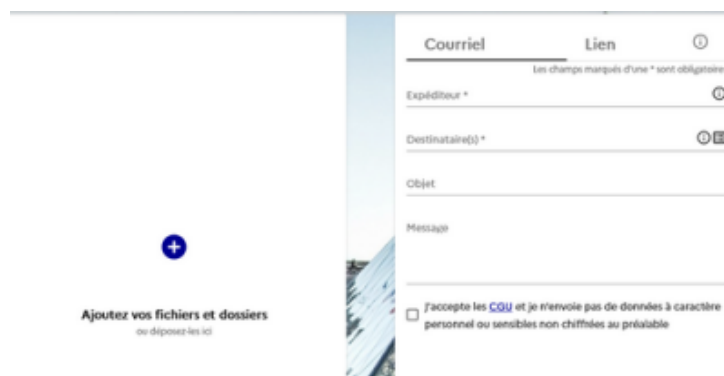 Courriel Lien
Les champs marqués d'une * sont obligatoire
Expéditeur *
Destinataire(s) *
Objet
Message
J'accepte les CGU et je n'envoie pas de données à caractère
personnel ou sensibles non chiffrées au préalable
Ajoutez vos fichiers et dossiers
ou déposez-les ici